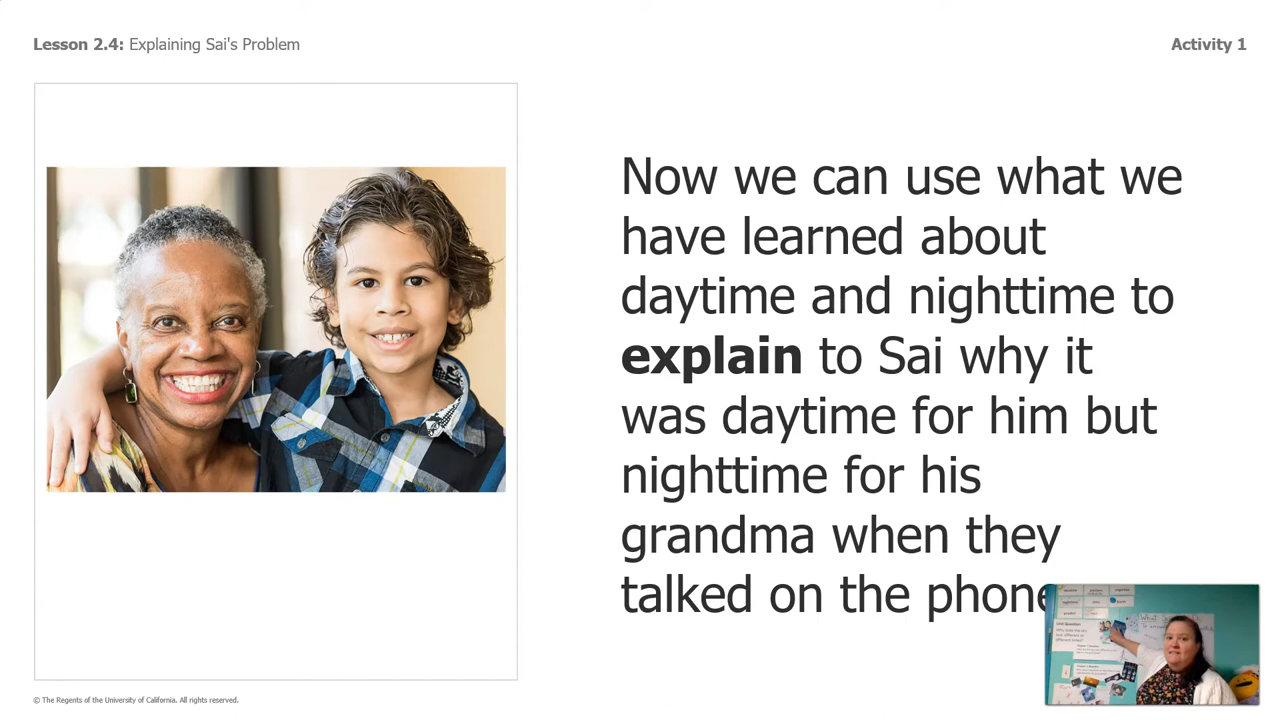 Lesson 2.4: Explaining Sai's Problem
Activity 1
Now we can use what we
have learned about
daytime and nighttime to
explain to Sai why it
was daytime for him but
nighttime for his
grandma when they
talked on the phone
© The Regents of the University of California. All rights reserved.
Unit Question